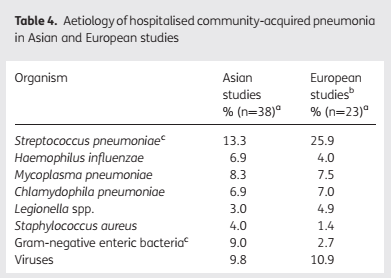 Table 4. Aetiology of hospitalised community-acquired pneumonia
in Asian and European studies
Organism Asian European
studies studiesᵇ
% (n=38)ᵃ % (n=23)ᵃ
Streptococcus pneumoniaeᶜ 13.3 25.9
Haemophilus influenzae 6.9 4.0
Mycoplasma pneumoniae 8.3 7.5
Chlamydophila pneumoniae 6.9 7.0
Legionella spp. 3.0 4.9
Staphylococcus aureus 4.0 1.4
Gram-negative enteric bacteriaᶜ 9.0 2.7
Viruses 9.8 10.9